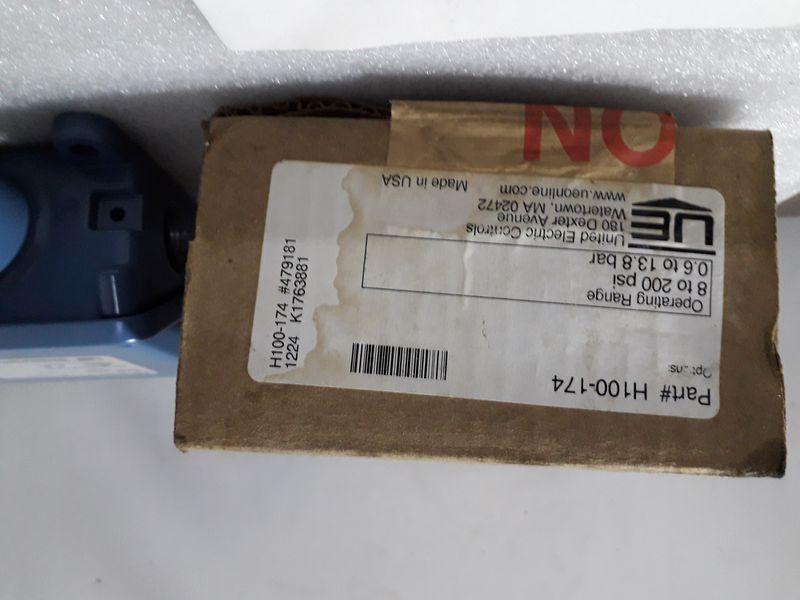 Part# H100-174
Options:
Operating Range
8 to 200 psi
0.6 to 13.8 bar
UE
United Electric Controls
180 Dexter Avenue
Watertown, MA 02472
www.ueonline.com
Made in USA
H100-174 #479181
1224 K1763881
NO